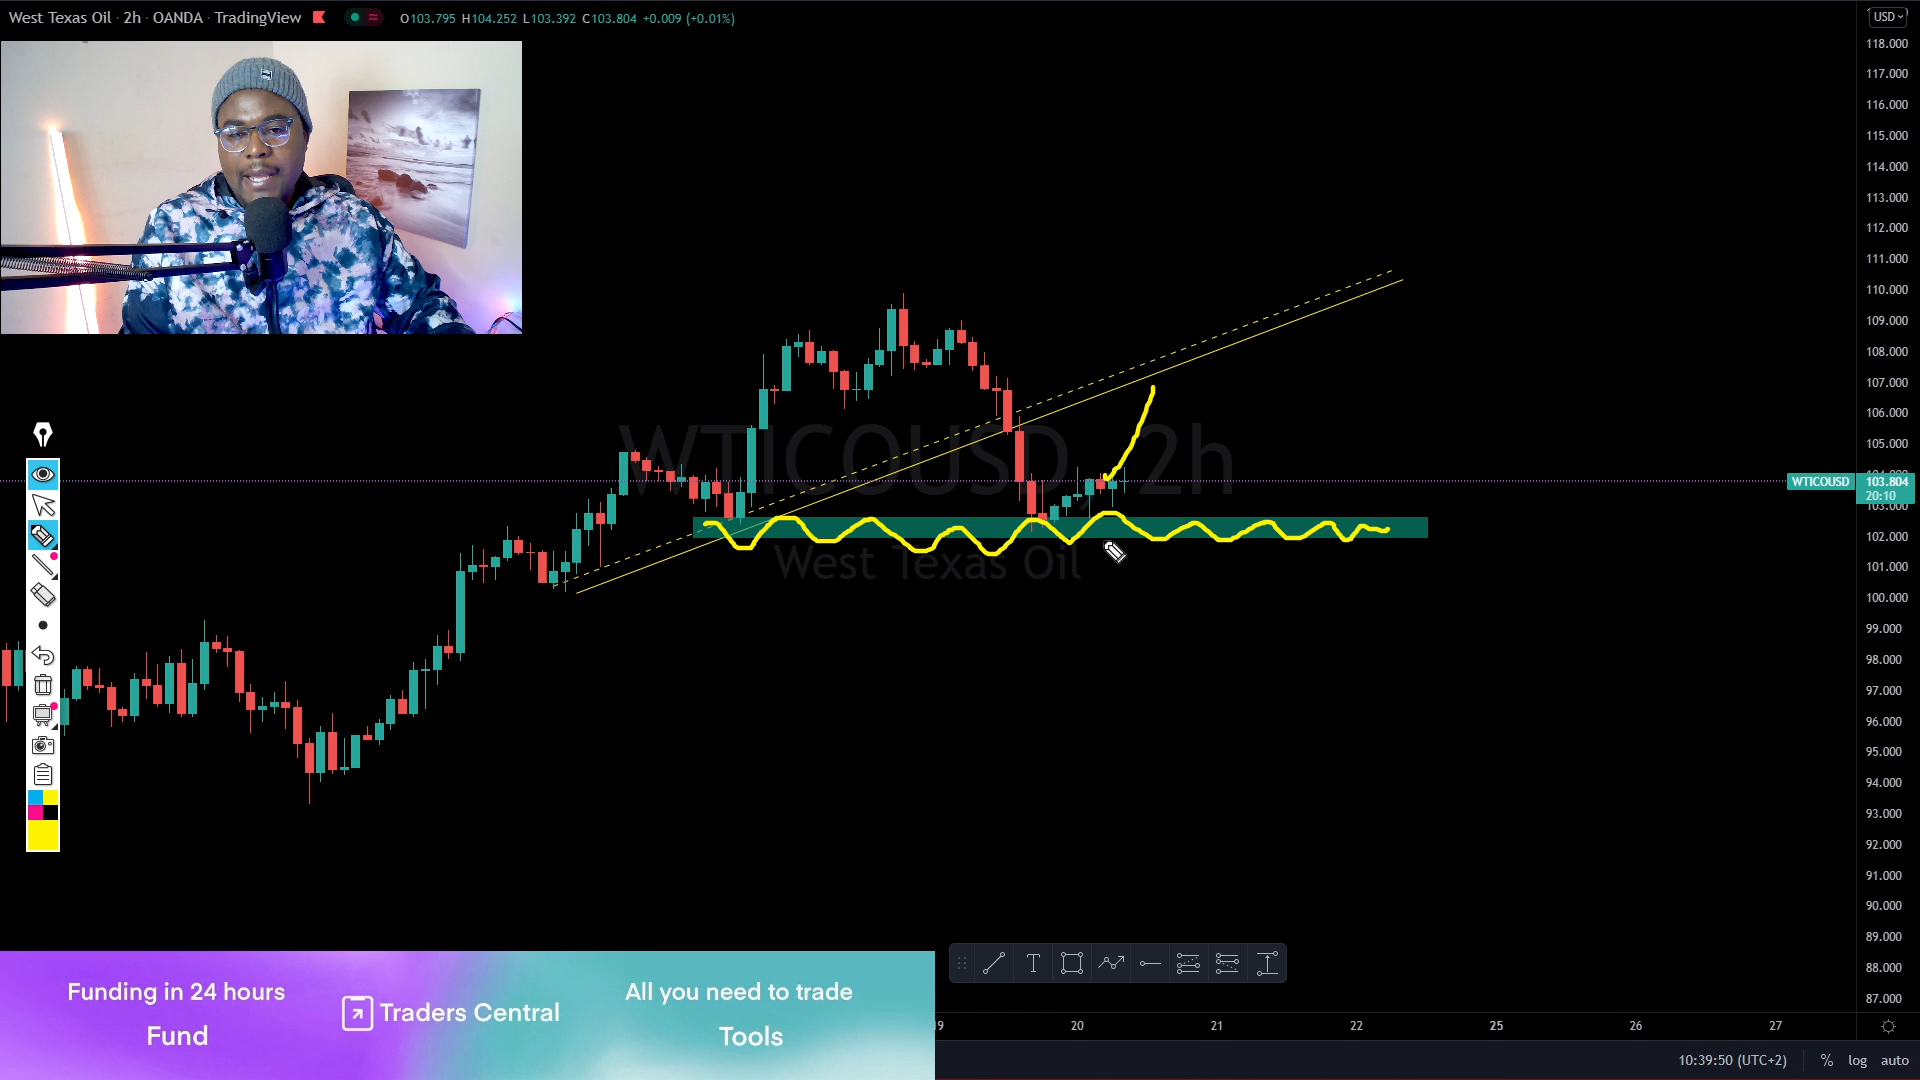 West Texas Oil · 2h · OANDA · TradingView
O103.795 H104.252 L103.392 C103.804 +0.009 (+0.01%)
USD
118.000
117.000
116.000
115.000
114.000
113.000
112.000
111.000
110.000
109.000
108.000
107.000
106.000
105.000
104.000
WTICOUSD 103.804
20:10
103.000
102.000
101.000
100.000
99.000
98.000
97.000
96.000
95.000
94.000
93.000
92.000
91.000
90.000
89.000
88.000
87.000
WTICOUSD, 2h
West Texas Oil
Funding in 24 hours
Fund
Traders Central
All you need to trade
Tools
T
19 20 21 22 25 26 27
10:39:50 (UTC+2) % log auto